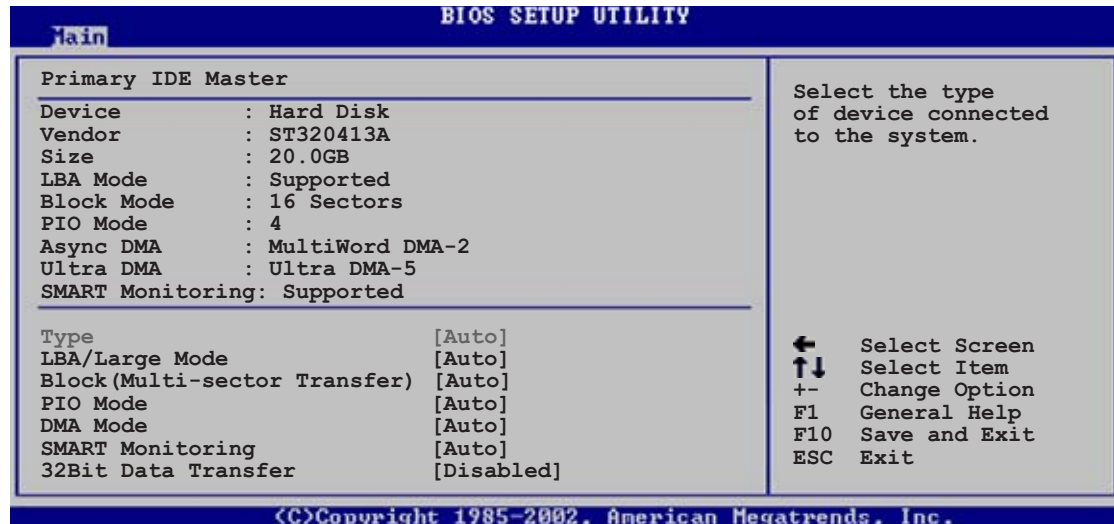 BIOS SETUP UTILITY
Main
Primary IDE Master
Device : Hard Disk
Vendor : ST320413A
Size : 20.0GB
LBA Mode : Supported
Block Mode : 16 Sectors
PIO Mode : 4
Async DMA : MultiWord DMA-2
Ultra DMA : Ultra DMA-5
SMART Monitoring: Supported
Type [Auto]
LBA/Large Mode [Auto]
Block(Multi-sector Transfer) [Auto]
PIO Mode [Auto]
DMA Mode [Auto]
SMART Monitoring [Auto]
32Bit Data Transfer [Disabled]
Select the type
of device connected
to the system.
← Select Screen
↑↓ Select Item
+- Change Option
F1 General Help
F10 Save and Exit
ESC Exit
(C)Copyright 1985-2002, American Megatrends, Inc.